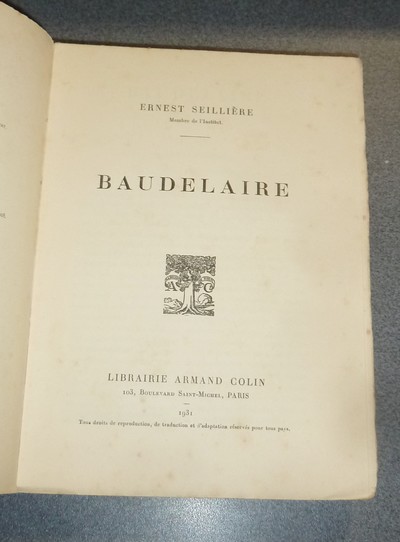 ERNEST SEILLIÈRE
Membre de l'Institut.
BAUDELAIRE
A C
LIBRAIRIE ARMAND COLIN
103, BOULEVARD SAINT-MICHEL, PARIS
1931
Tous droits de reproduction, de traduction et d'adaptation réservés pour tous pays.